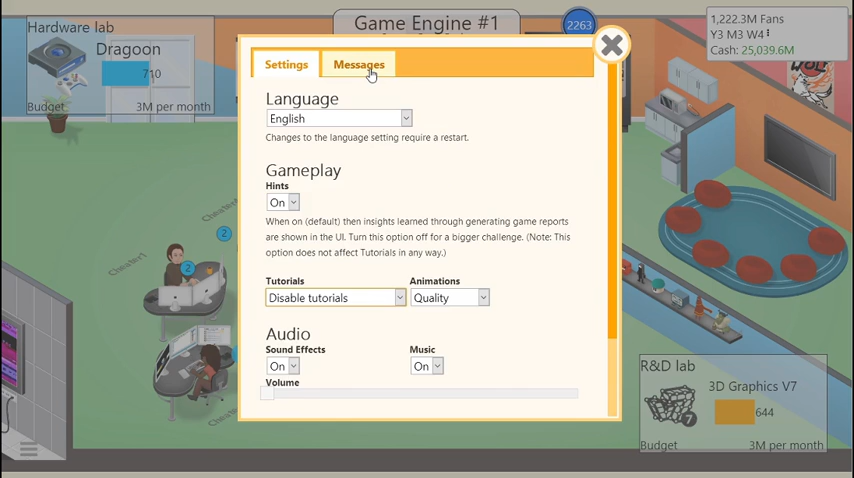 Hardware lab
Dragoon
710
Budget 3M per month
Game Engine #1
2263
1,222.3M Fans
Y3 M3 W4
Cash: 25,039.6M
Settings
Messages
Language
English
Changes to the language setting require a restart.
Gameplay
Hints
On
When on (default) then insights learned through generating game reports
are shown in the UI. Turn this option off for a bigger challenge. (Note: This
option does not affect Tutorials in any way.)
Tutorials Animations
Disable tutorials Quality
Audio
Sound Effects Music
On On
Volume
Cheater1
2
2
R&D lab
3D Graphics V7
7
644
Budget 3M per month